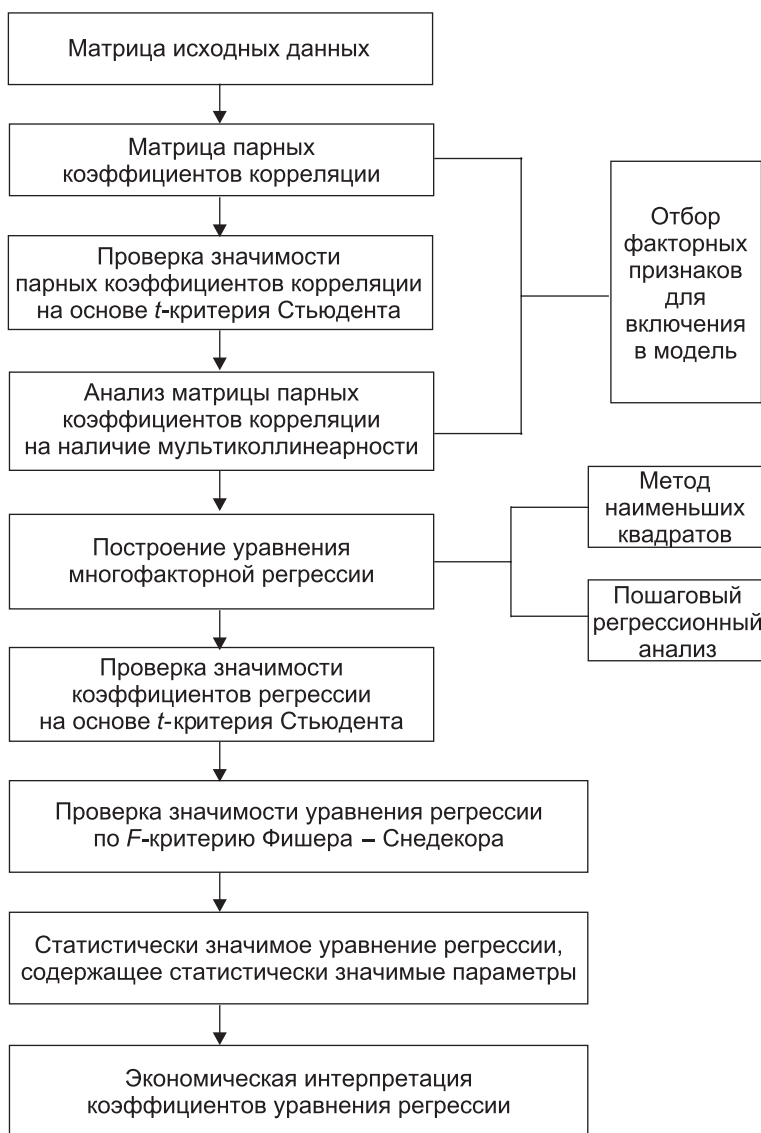 Матрица исходных данных
Матрица парных
коэффициентов корреляции
Проверка значимости
парных коэффициентов корреляции
на основе t-критерия Стьюдента
Анализ матрицы парных
коэффициентов корреляции
на наличие мультиколлинеарности
Отбор
факторных
признаков
для
включения
в модель
Построение уравнения
многофакторной регрессии
Метод
наименьших
квадратов
Пошаговый
регрессионный
анализ
Проверка значимости
коэффициентов регрессии
на основе t-критерия Стьюдента
Проверка значимости уравнения регрессии
по F-критерию Фишера – Снедекора
Статистически значимое уравнение регрессии,
содержащее статистически значимые параметры
Экономическая интерпретация
коэффициентов уравнения регрессии